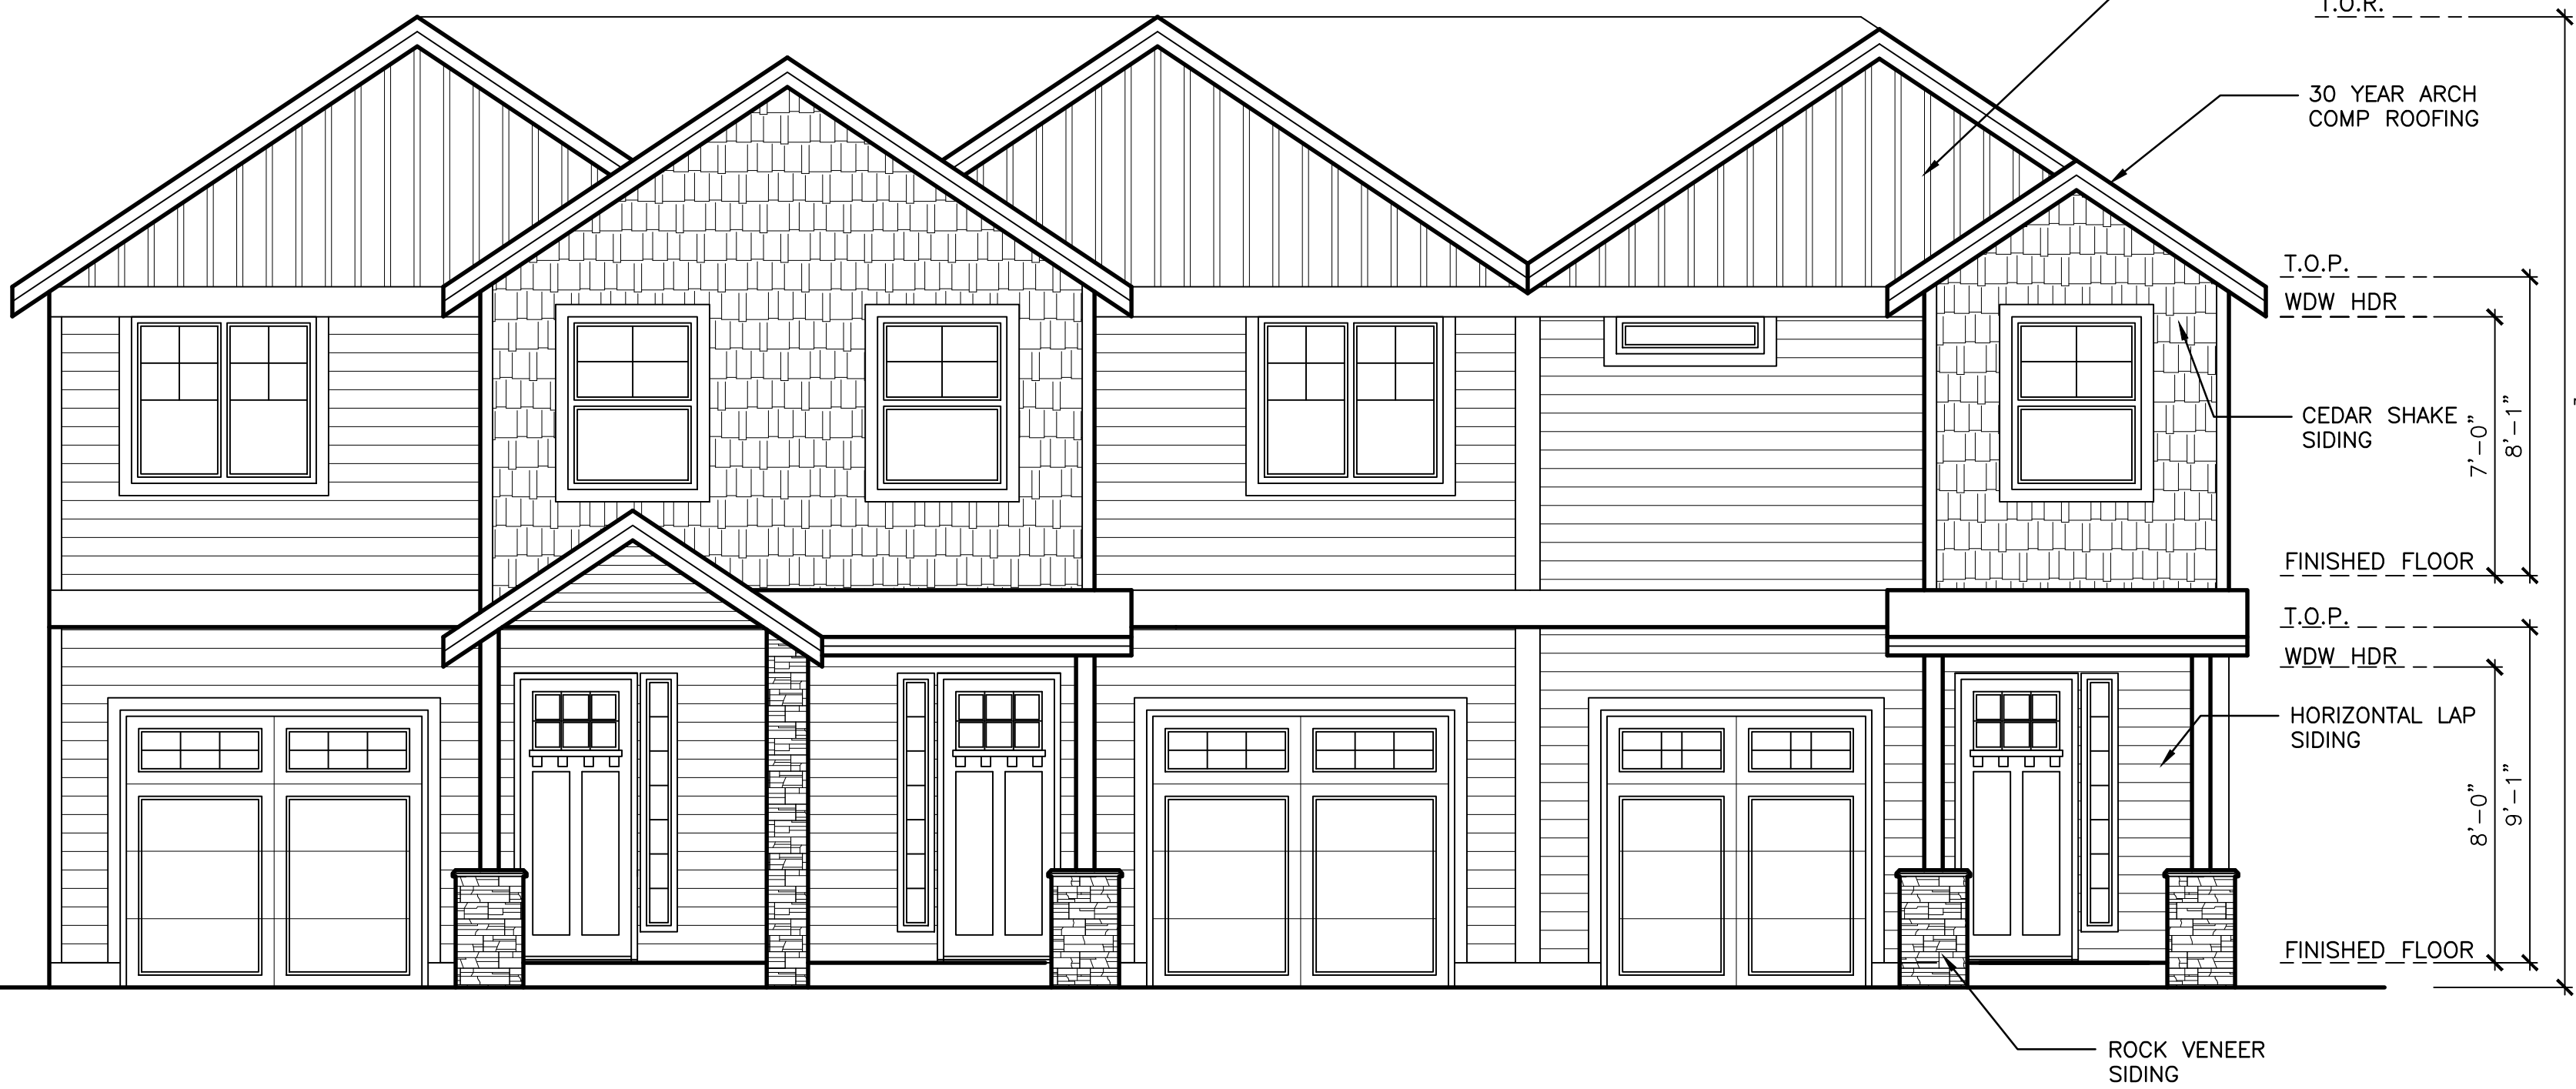 T.O.R.
30 YEAR ARCH
COMP ROOFING
T.O.P.
WDW HDR
CEDAR SHAKE
SIDING
7'-0"
8'-1"
FINISHED FLOOR
T.O.P.
WDW HDR
HORIZONTAL LAP
SIDING
8'-0"
9'-1"
FINISHED FLOOR
ROCK VENEER
SIDING